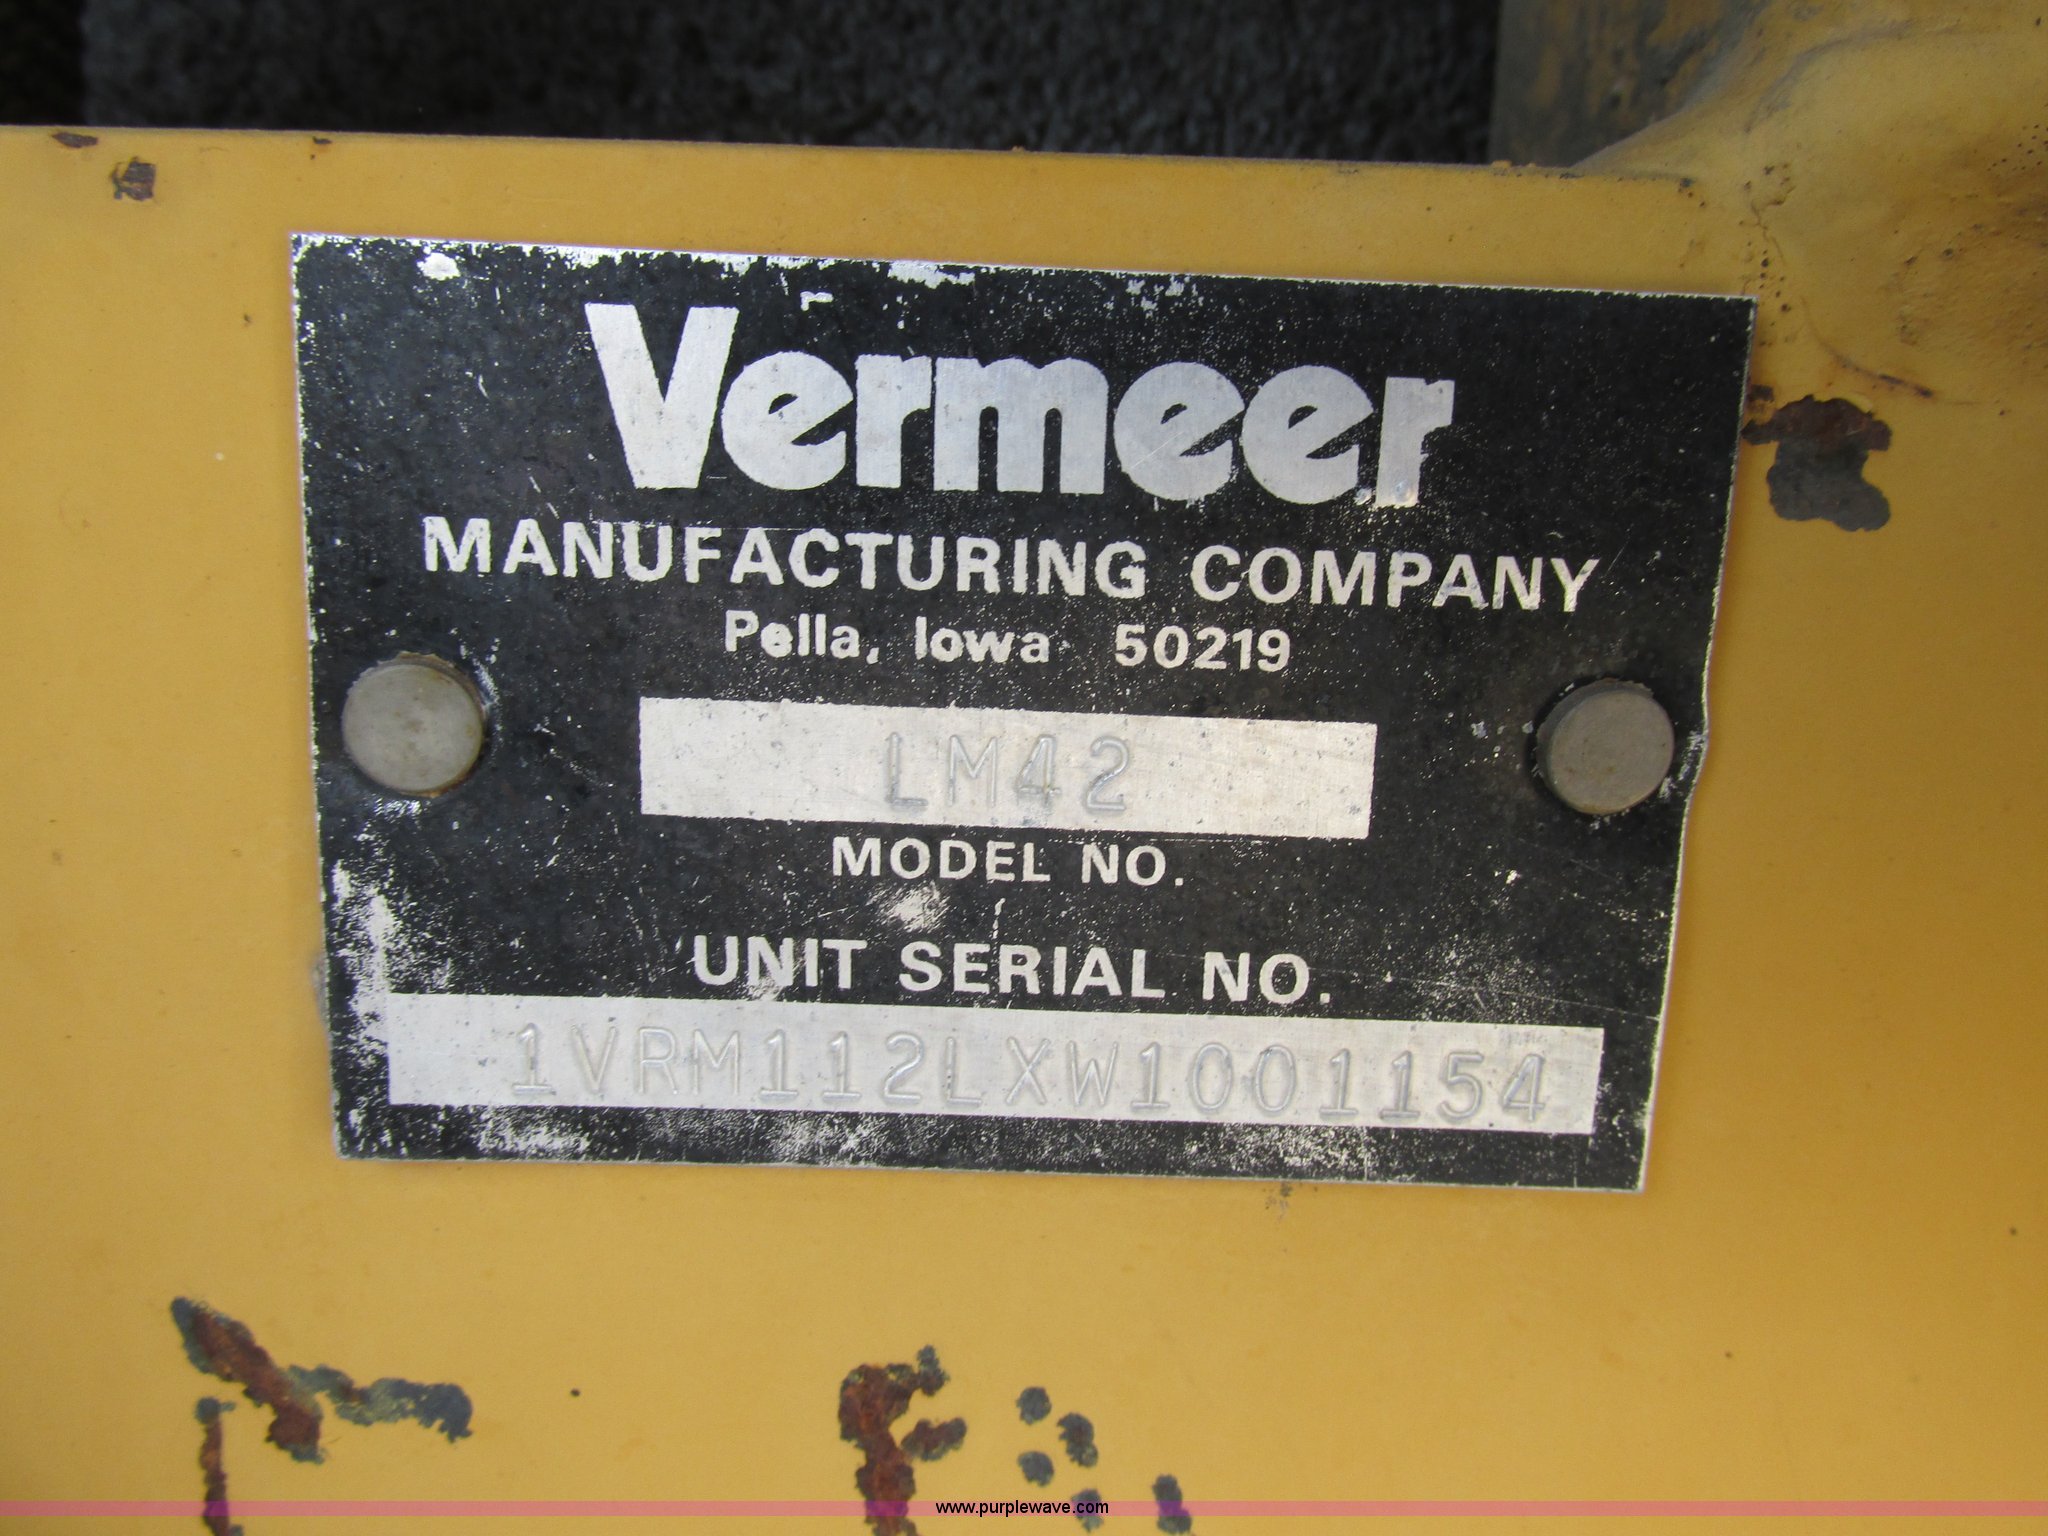 Vermeer
MANUFACTURING COMPANY
Pella, Iowa 50219
LM42
MODEL NO.
UNIT SERIAL NO.
1VRM112LXW1001154
www.purplewave.com